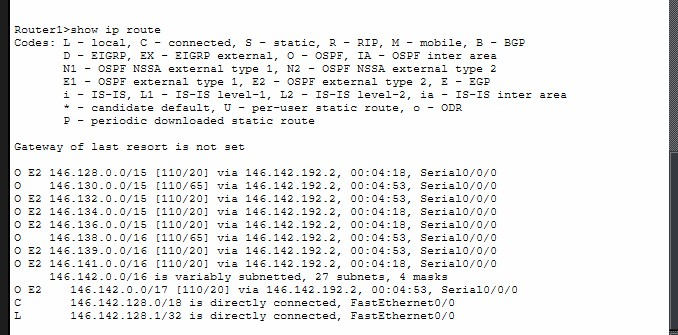 Router1>show ip route
Codes: L - local, C - connected, S - static, R - RIP, M - mobile, B - BGP
D - EIGRP, EX - EIGRP external, O - OSPF, IA - OSPF inter area
N1 - OSPF NSSA external type 1, N2 - OSPF NSSA external type 2
E1 - OSPF external type 1, E2 - OSPF external type 2, E - EGP
i - IS-IS, L1 - IS-IS level-1, L2 - IS-IS level-2, ia - IS-IS inter area
* - candidate default, U - per-user static route, o - ODR
P - periodic downloaded static route
Gateway of last resort is not set
O E2 146.128.0.0/15 [110/20] via 146.142.192.2, 00:04:18, Serial0/0/0
O 146.130.0.0/15 [110/65] via 146.142.192.2, 00:04:53, Serial0/0/0
O E2 146.132.0.0/15 [110/20] via 146.142.192.2, 00:04:53, Serial0/0/0
O E2 146.134.0.0/15 [110/20] via 146.142.192.2, 00:04:18, Serial0/0/0
O E2 146.136.0.0/15 [110/20] via 146.142.192.2, 00:04:18, Serial0/0/0
O 146.138.0.0/16 [110/65] via 146.142.192.2, 00:04:53, Serial0/0/0
O E2 146.139.0.0/16 [110/20] via 146.142.192.2, 00:04:53, Serial0/0/0
O E2 146.141.0.0/16 [110/20] via 146.142.192.2, 00:04:18, Serial0/0/0
146.142.0.0/16 is variably subnetted, 27 subnets, 4 masks
O E2 146.142.0.0/17 [110/20] via 146.142.192.2, 00:04:53, Serial0/0/0
C 146.142.128.0/18 is directly connected, FastEthernet0/0
L 146.142.128.1/32 is directly connected, FastEthernet0/0